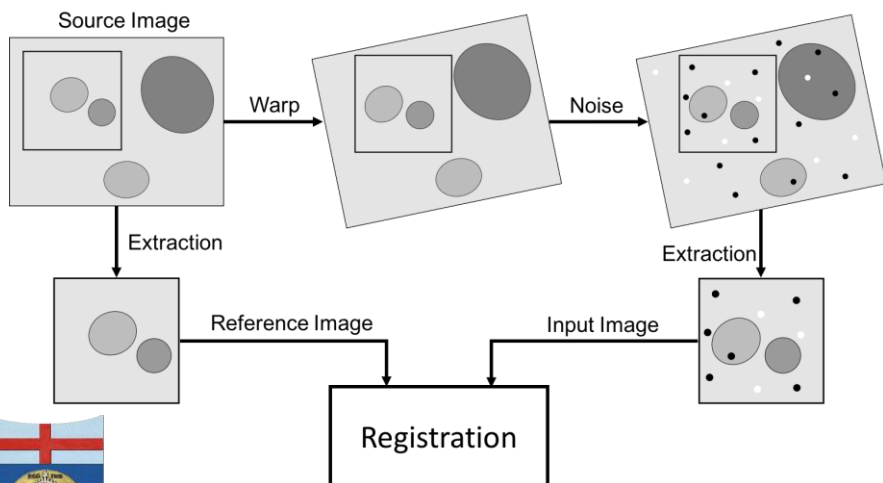 Source Image
Warp
Noise
Extraction
Extraction
Reference Image
Input Image
Registration